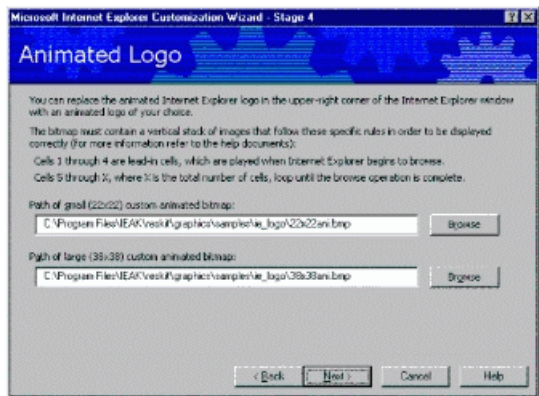 Microsoft Internet Explorer Customization Wizard - Stage 4
Animated Logo
You can replace the animated Internet Explorer logo in the upper-right corner of the Internet Explorer window
with an animated logo of your choice.
The bitmap must contain a vertical stack of images that follow these specific rules in order to be displayed
correctly (for more information refer to the help documents):
Cells 1 through 4 are lead-in cells, which are played when Internet Explorer begins to browse.
Cells 5 through X, where X is the total number of cells, loop until the browse operation is complete.
Path of small (22x22) custom animated bitmap:
C:\Program Files\IEAK\reskit\graphics\samples\ie_logo\22x22ani.bmp
Browse
Path of large (38x38) custom animated bitmap:
C:\Program Files\IEAK\reskit\graphics\samples\ie_logo\38x38ani.bmp
Browse
< Back Next > Cancel Help